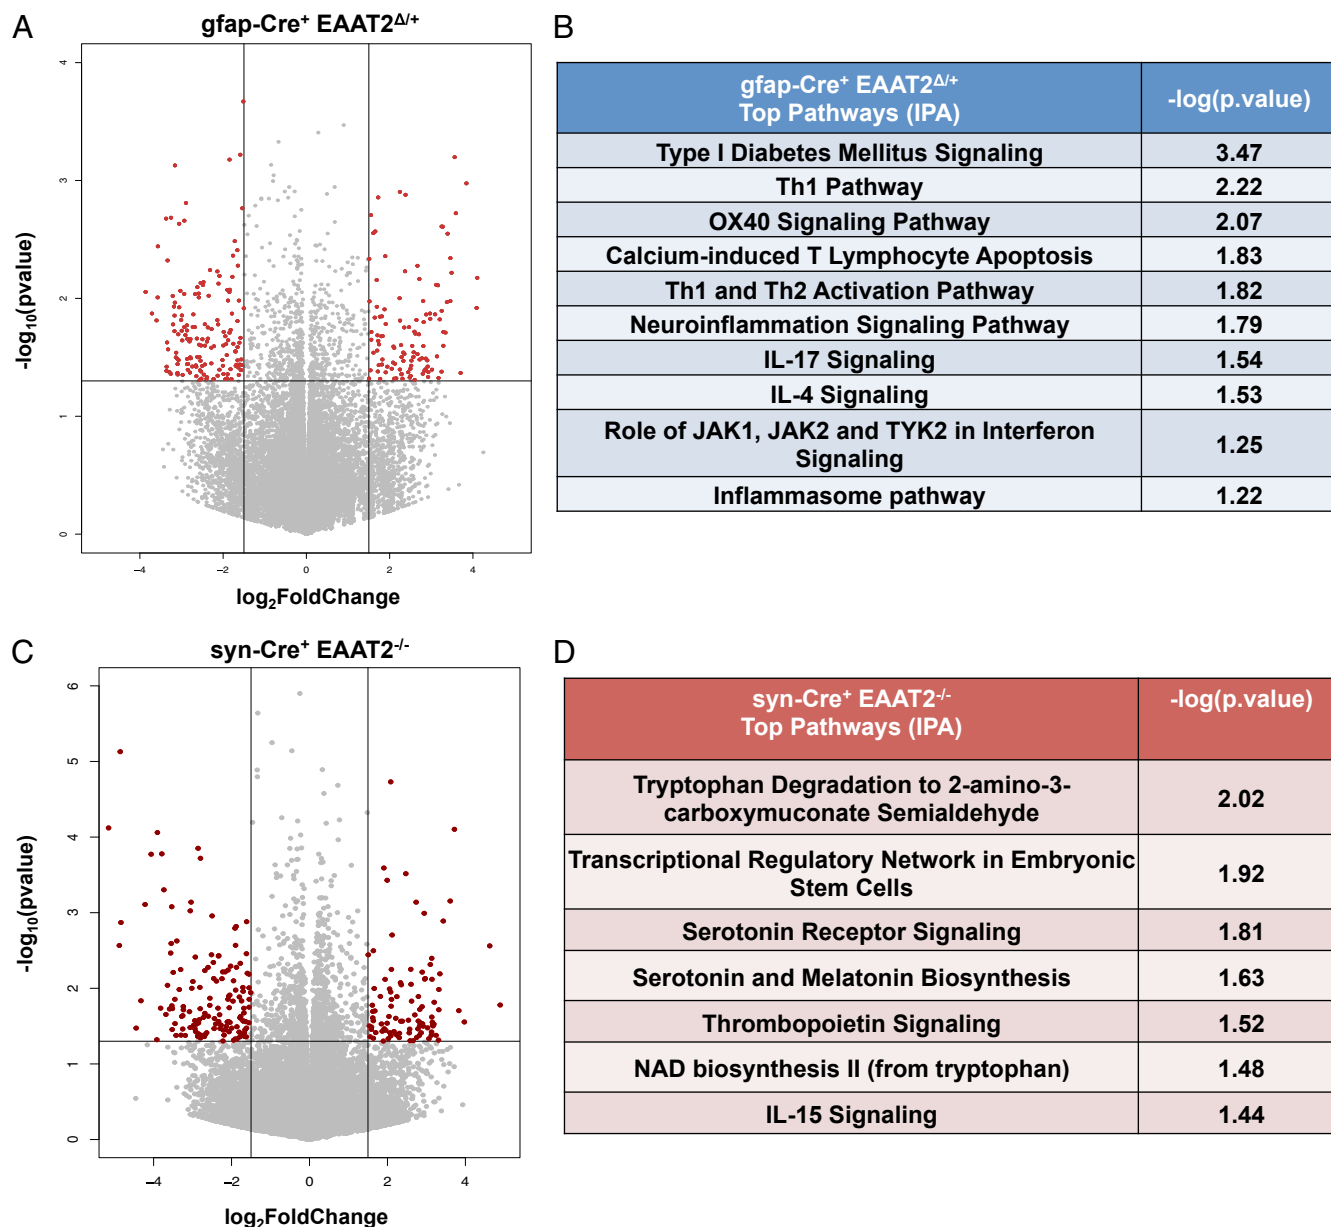 A
gfap-Cre⁺ EAAT2Δ/⁺
-log₁₀(pvalue)
4
3
2
1
0
−4
−2
0
2
4
log₂FoldChange
B
gfap-Cre⁺ EAAT2Δ/⁺
Top Pathways (IPA)
-log(p.value)
Type I Diabetes Mellitus Signaling
3.47
Th1 Pathway
2.22
OX40 Signaling Pathway
2.07
Calcium-induced T Lymphocyte Apoptosis
1.83
Th1 and Th2 Activation Pathway
1.82
Neuroinflammation Signaling Pathway
1.79
IL-17 Signaling
1.54
IL-4 Signaling
1.53
Role of JAK1, JAK2 and TYK2 in Interferon
Signaling
1.25
Inflammasome pathway
1.22
C
syn-Cre⁺ EAAT2⁻/⁻
-log₁₀(pvalue)
6
5
4
3
2
1
0
−4
−2
0
2
4
log₂FoldChange
D
syn-Cre⁺ EAAT2⁻/⁻
Top Pathways (IPA)
-log(p.value)
Tryptophan Degradation to 2-amino-3-
carboxymuconate Semialdehyde
2.02
Transcriptional Regulatory Network in Embryonic
Stem Cells
1.92
Serotonin Receptor Signaling
1.81
Serotonin and Melatonin Biosynthesis
1.63
Thrombopoietin Signaling
1.52
NAD biosynthesis II (from tryptophan)
1.48
IL-15 Signaling
1.44